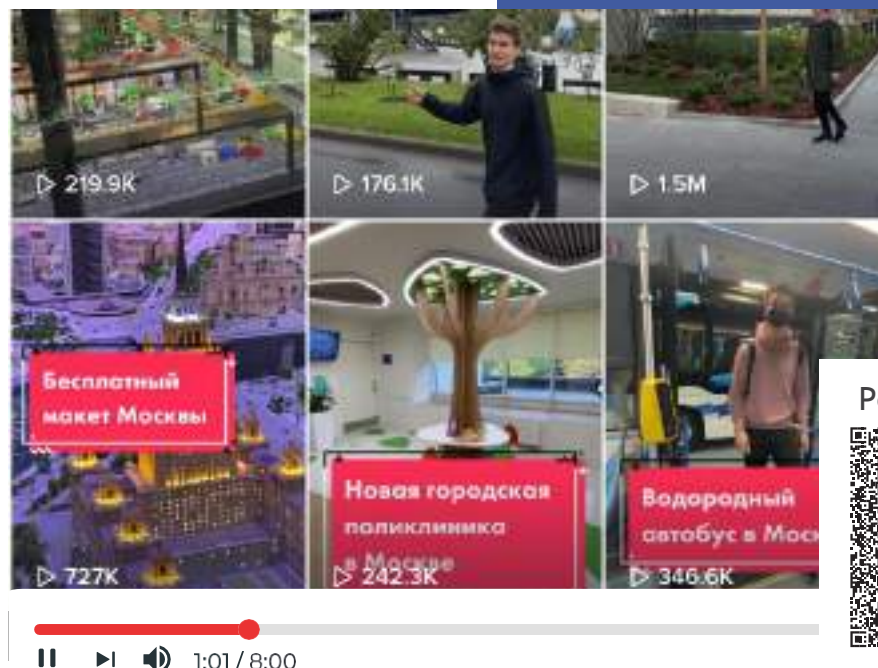 219.9K
176.1K
1.5M
Бесплатный
макет Москвы
727K
Новая городская
поликлиника
в Москве
242.3K
Водородный
автобус в Моск
346.6K
1:01 / 8:00